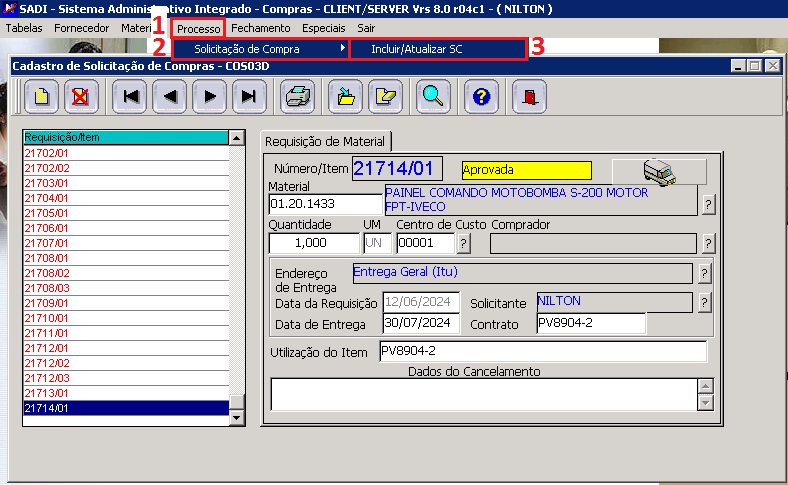 SADI - Sistema Administrativo Integrado - Compras - CLIENT/SERVER Vrs 8.0 r04c1 - ( NILTON )
Tabelas Fornecedor Materi 1 Processo Fechamento Especiais Sair
2 Solicitação de Compra Incluir/Atualizar SC 3
Cadastro de Solicitação de Compras - COS03D
Requisição/Item
21702/01
21702/02
21703/01
21704/01
21705/01
21706/01
21707/01
21708/01
21708/02
21708/03
21709/01
21710/01
21711/01
21712/01
21712/02
21712/03
21713/01
21714/01
Requisição de Material
Número/Item 21714/01 Aprovada
Material
01.20.1433 PAINEL COMANDO MOTOBOMBA S-200 MOTOR
FPT-IVECO ?
Quantidade UM Centro de Custo Comprador
1,000 UN 00001 ? ?
Endereço
de Entrega Entrega Geral (Itu) ?
Data da Requisição 12/06/2024 Solicitante NILTON ?
Data de Entrega 30/07/2024 Contrato PV8904-2
Utilização do Item PV8904-2
Dados do Cancelamento